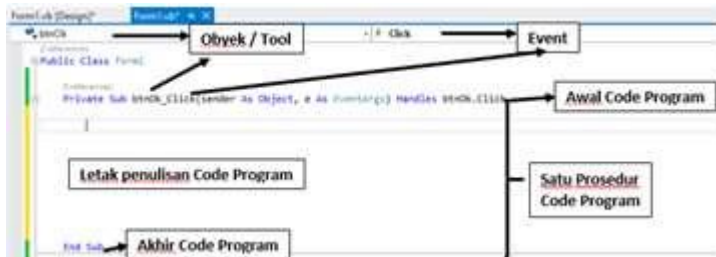 Form1.vb [Design]* Form1.vb*
btnOk Obyek / Tool Click Event
Public Class Form1
Private Sub btnOk_Click(sender As Object, e As EventArgs) Handles btnOk.Click
Awal Code Program
Letak penulisan Code Program
Satu Prosedur
Code Program
End Sub Akhir Code Program